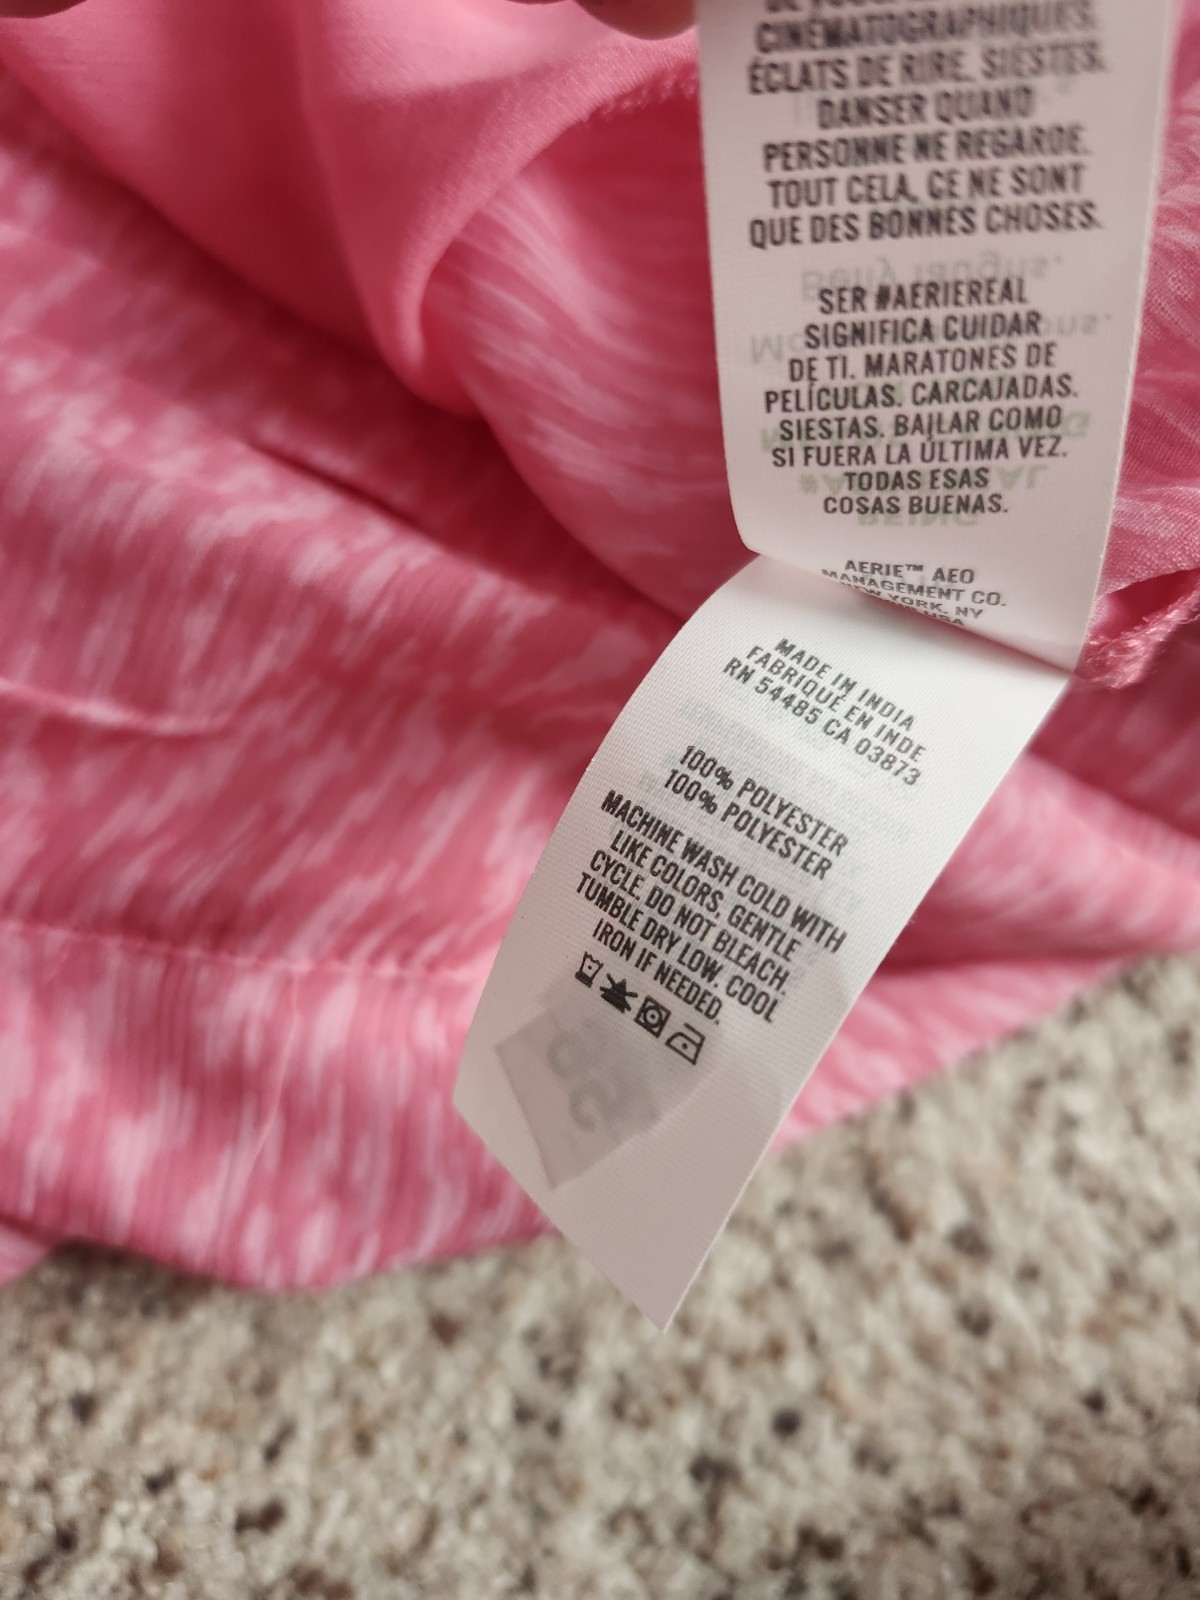 CINÉMATOGRAPHIQUES.
ÉCLATS DE RIRE. SIESTES.
DANSER QUAND
PERSONNE NE REGARDE.
TOUT CELA, CE NE SONT
QUE DES BONNES CHOSES.
SER #AERIEREAL
SIGNIFICA CUIDAR
DE TI. MARATONES DE
PELÍCULAS. CARCAJADAS.
SIESTAS. BAILAR COMO
SI FUERA LA ÚLTIMA VEZ.
TODAS ESAS
COSAS BUENAS.
AERIE™ AEO
MANAGEMENT CO.
NEW YORK, NY
USA
MADE IN INDIA
FABRIQUÉ EN INDE
RN 54485 CA 03873
100% POLYESTER
100% POLYESTER
MACHINE WASH COLD WITH
LIKE COLORS, GENTLE
CYCLE. DO NOT BLEACH.
TUMBLE DRY LOW. COOL
IRON IF NEEDED.